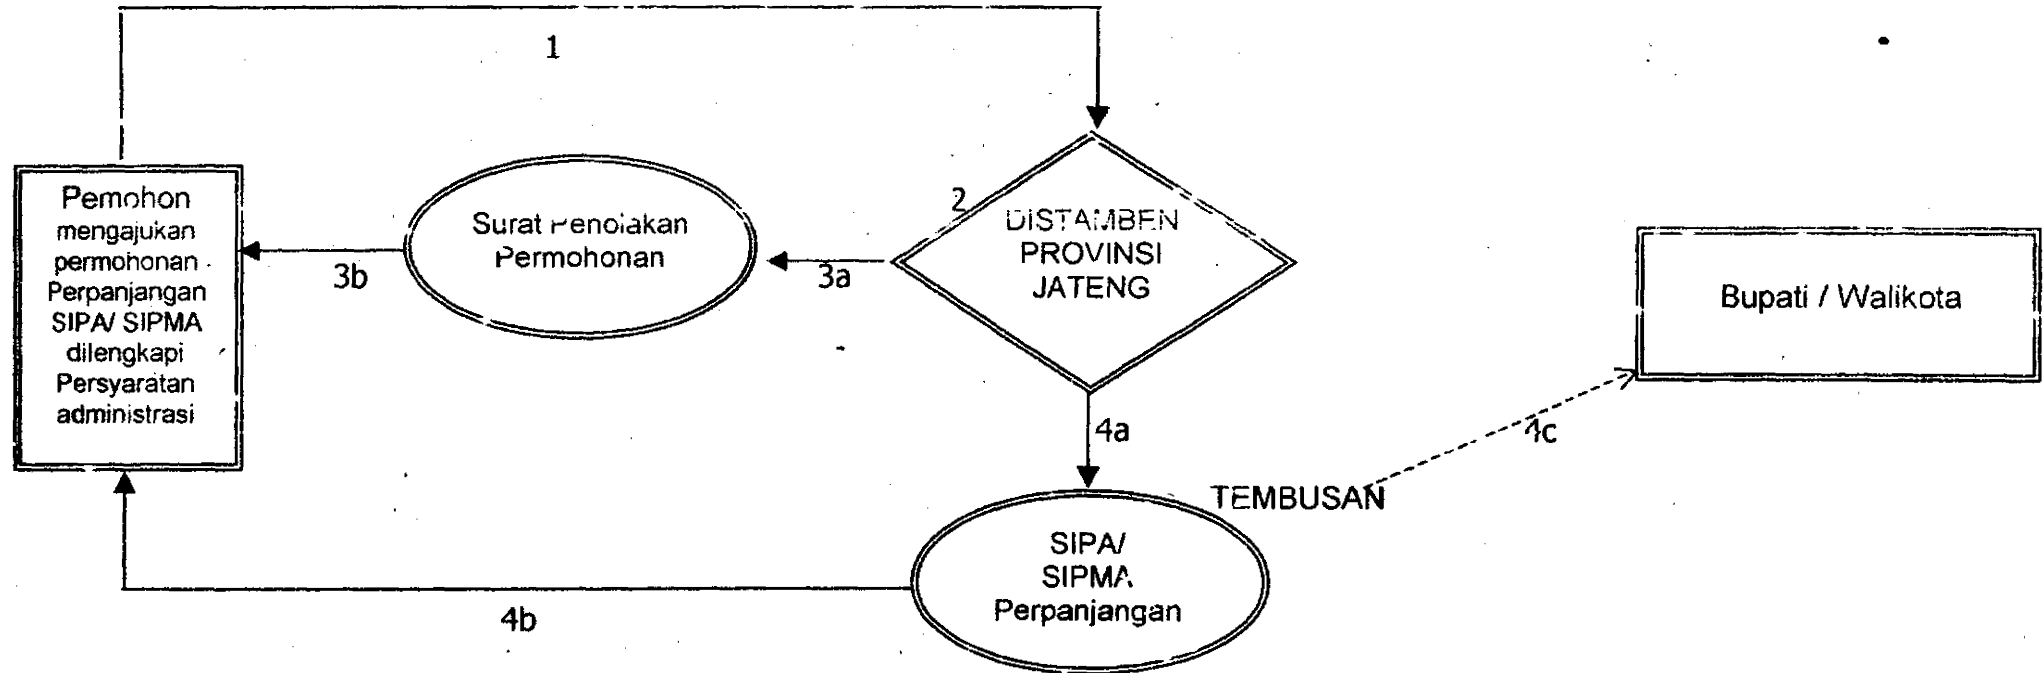 1
Pemohon
mengajukan
permohonan
Perpanjangan
SIPA/ SIPMA
dilengkapi
Persyaratan
administrasi
3b
Surat Penolakan
Permohonan
3a
2
DISTAMBEN
PROVINSI
JATENG
Bupati / Walikota
4a
4c
TEMBUSAN
SIPA/
SIPMA
Perpanjangan
4b